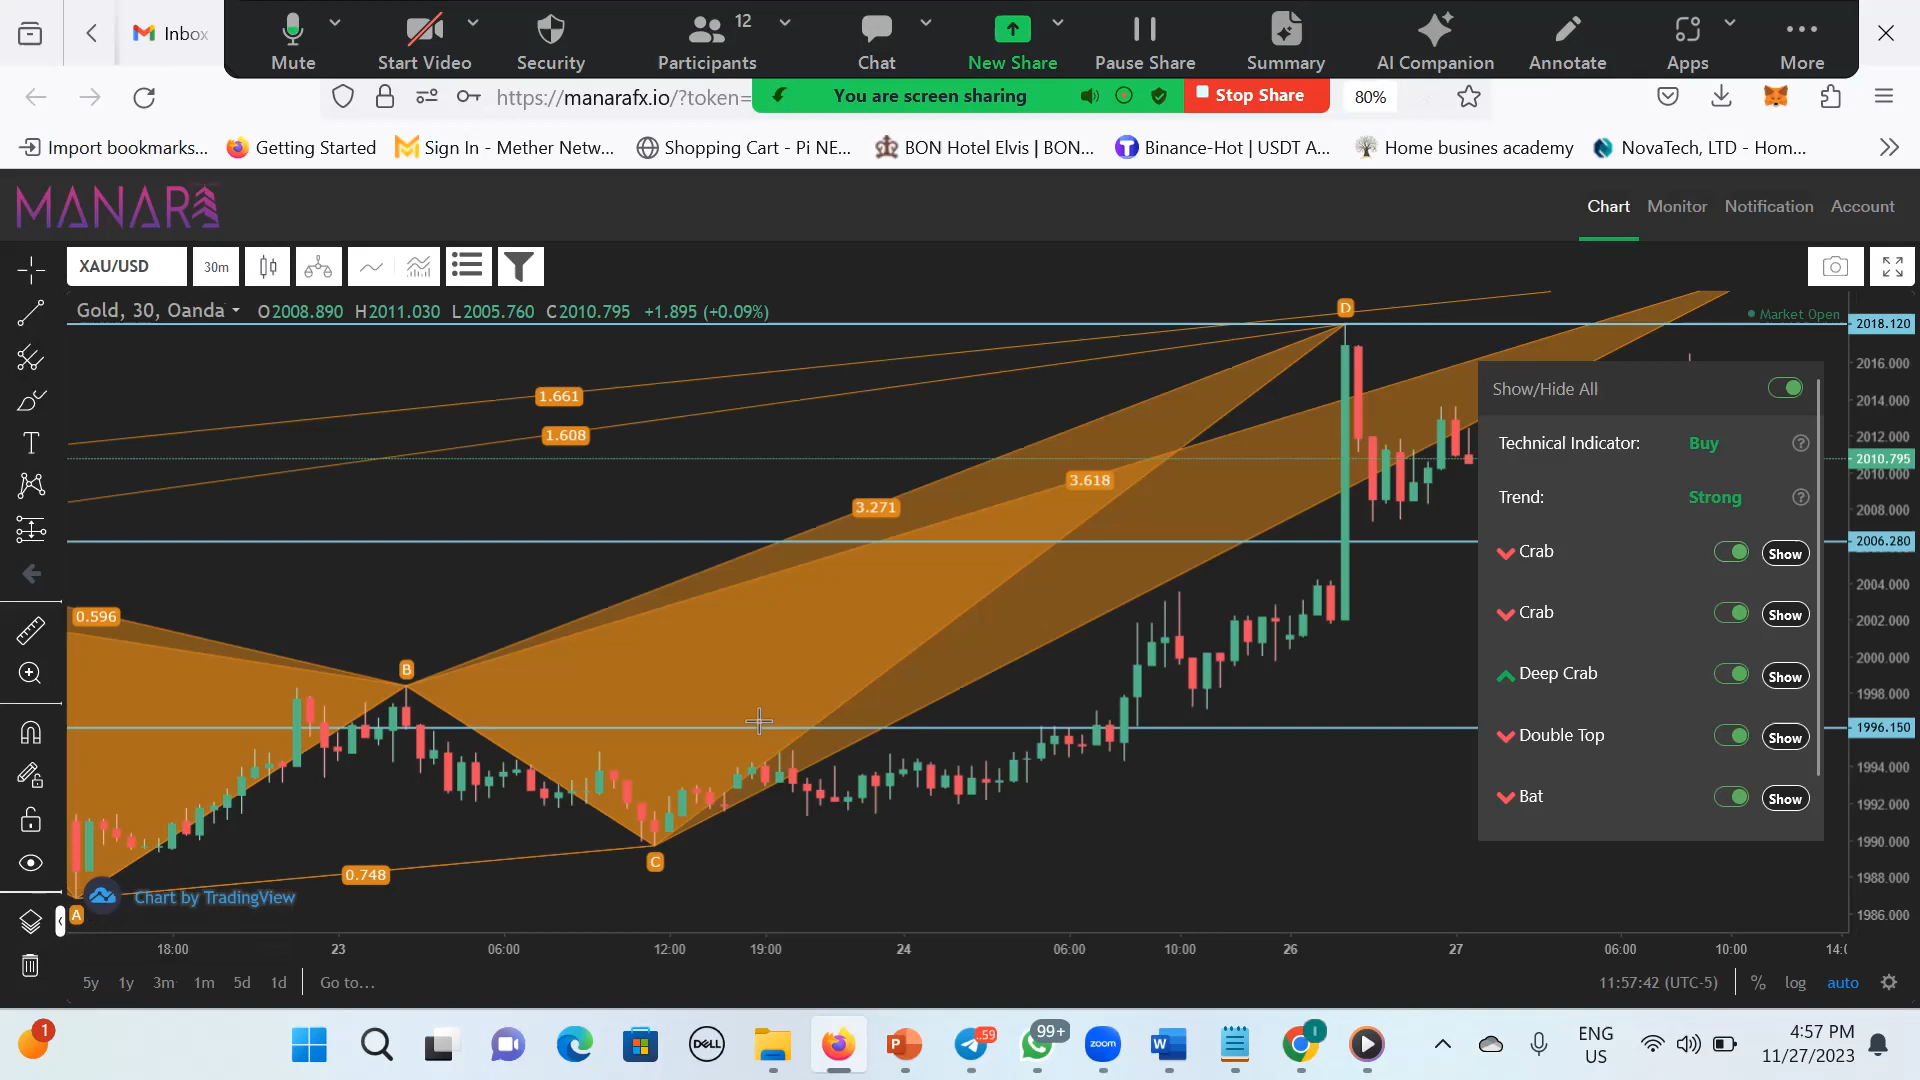 Inbox
Mute
Start Video
Security
Participants
12
Chat
New Share
Pause Share
Summary
AI Companion
Annotate
Apps
More
https://manarafx.io/?token=
You are screen sharing
Stop Share
80%
Import bookmarks...
Getting Started
Sign In - Mether Netw...
Shopping Cart - Pi NE...
BON Hotel Elvis | BON...
Binance-Hot | USDT A...
Home busines academy
NovaTech, LTD - Hom...
MANARA
Chart
Monitor
Notification
Account
XAU/USD
30m
Gold, 30, Oanda
O2008.890 H2011.030 L2005.760 C2010.795 +1.895 (+0.09%)
Market Open
D
1.661
1.608
3.618
3.271
0.596
B
C
0.748
A
Chart by TradingView
Show/Hide All
Technical Indicator: Buy
Trend: Strong
Crab Show
Crab Show
Deep Crab Show
Double Top Show
Bat Show
2018.120
2016.000
2014.000
2012.000
2010.795
2010.000
2008.000
2006.280
2004.000
2002.000
2000.000
1998.000
1996.150
1994.000
1992.000
1990.000
1988.000
1986.000
18:00
23
06:00
12:00
19:00
24
06:00
10:00
26
27
06:00
10:00
5y 1y 3m 1m 5d 1d Go to...
11:57:42 (UTC-5) % log auto
1
DELL
P
.59
99+
zoom
W
1
ENG
US
4:57 PM
11/27/2023